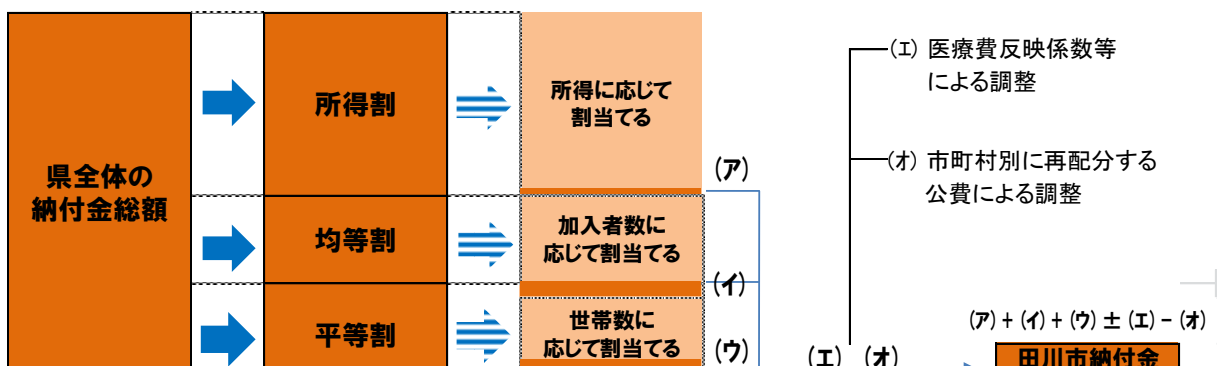 県全体の
納付金総額
所得割
所得に応じて
割当てる
(ア)
均等割
加入者数に
応じて割当てる
(イ)
平等割
世帯数に
応じて割当てる
(ウ)
(エ) 医療費反映係数等
による調整
(オ) 市町村別に再配分する
公費による調整
(エ) (オ)
(ア) + (イ) + (ウ) ± (エ) − (オ)
田川市納付金